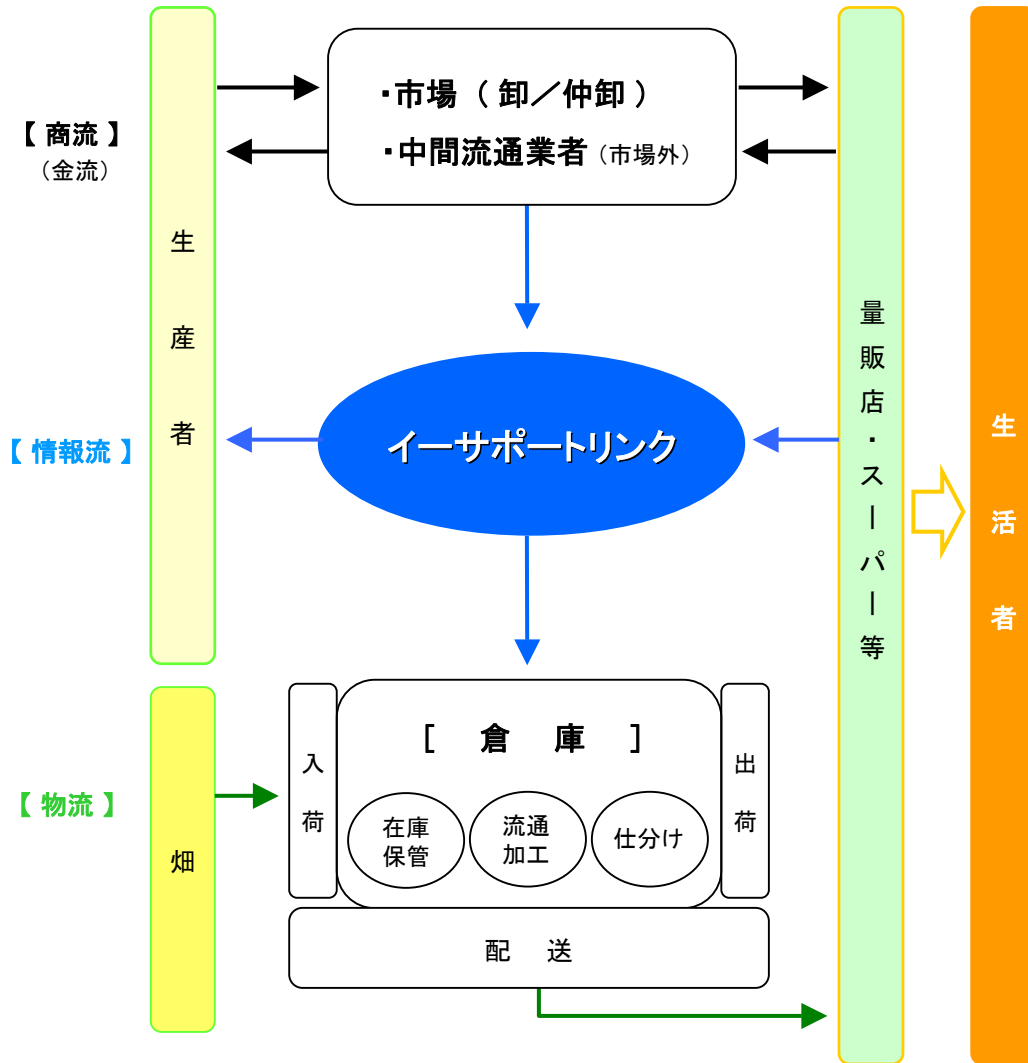 ・市場（ 卸／仲卸 ）
・中間流通業者（市場外）
【 商流 】
（金流）
生産者
【 情報流 】
イーサポートリンク
量販店・スーパー等
生活者
【 物流 】
畑
入荷
[ 倉 庫 ]
在庫
保管
流通
加工
仕分け
出荷
配 送